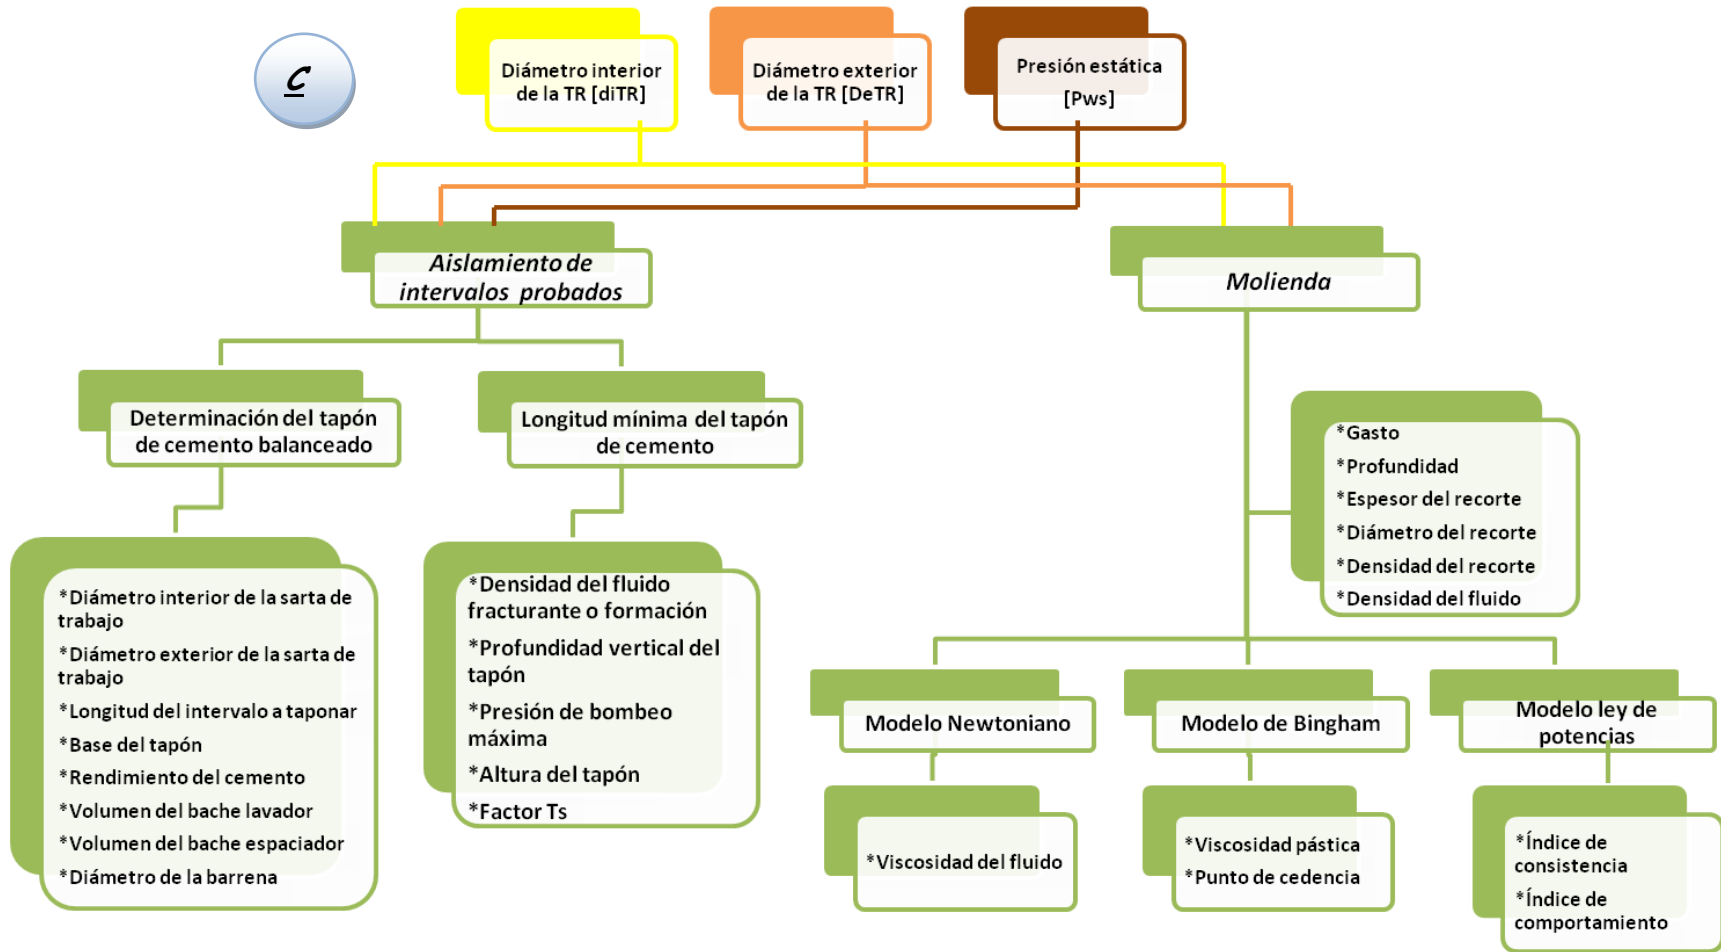 C
Diámetro interior
de la TR [diTR]
Diámetro exterior
de la TR [DeTR]
Presión estática
[Pws]
Aislamiento de
intervalos probados
Molienda
Determinación del tapón
de cemento balanceado
Longitud mínima del tapón
de cemento
*Gasto
*Profundidad
*Espesor del recorte
*Diámetro del recorte
*Densidad del recorte
*Densidad del fluido
*Diámetro interior de la sarta de
trabajo
*Diámetro exterior de la sarta de
trabajo
*Longitud del intervalo a taponar
*Base del tapón
*Rendimiento del cemento
*Volumen del bache lavador
*Volumen del bache espaciador
*Diámetro de la barrena
*Densidad del fluido
fracturante o formación
*Profundidad vertical del
tapón
*Presión de bombeo
máxima
*Altura del tapón
*Factor Ts
Modelo Newtoniano
Modelo de Bingham
Modelo ley de
potencias
*Viscosidad del fluido
*Viscosidad pástica
*Punto de cedencia
*Índice de
consistencia
*Índice de
comportamiento